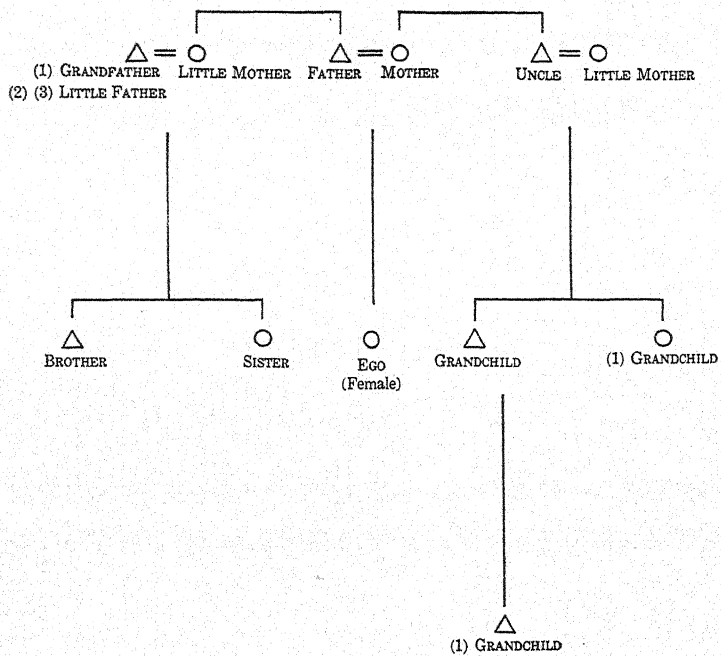 (1) GRANDFATHER LITTLE MOTHER FATHER MOTHER UNCLE LITTLE MOTHER
(2) (3) LITTLE FATHER
BROTHER SISTER EGO GRANDCHILD (1) GRANDCHILD
(Female)
(1) GRANDCHILD